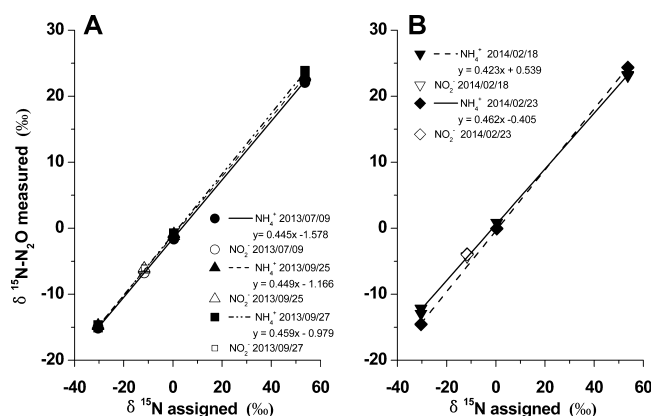 A
B
δ ¹⁵N-N₂O measured (‰)
30
20
10
0
-10
-20
-40 -20 0 20 40 60
δ ¹⁵N assigned (‰)
NH₄⁺ 2013/07/09
y= 0.445x -1.578
NO₂⁻ 2013/07/09
NH₄⁺ 2013/09/25
y= 0.449x - 1.166
NO₂⁻ 2013/09/25
NH₄⁺ 2013/09/27
y= 0.459x - 0.979
NO₂⁻ 2013/09/27
30
20
10
0
-10
-20
-40 -20 0 20 40 60
δ ¹⁵N assigned (‰)
NH₄⁺ 2014/02/18
y = 0.423x + 0.539
NO₂⁻ 2014/02/18
NH₄⁺ 2014/02/23
y = 0.462x -0.405
NO₂⁻ 2014/02/23